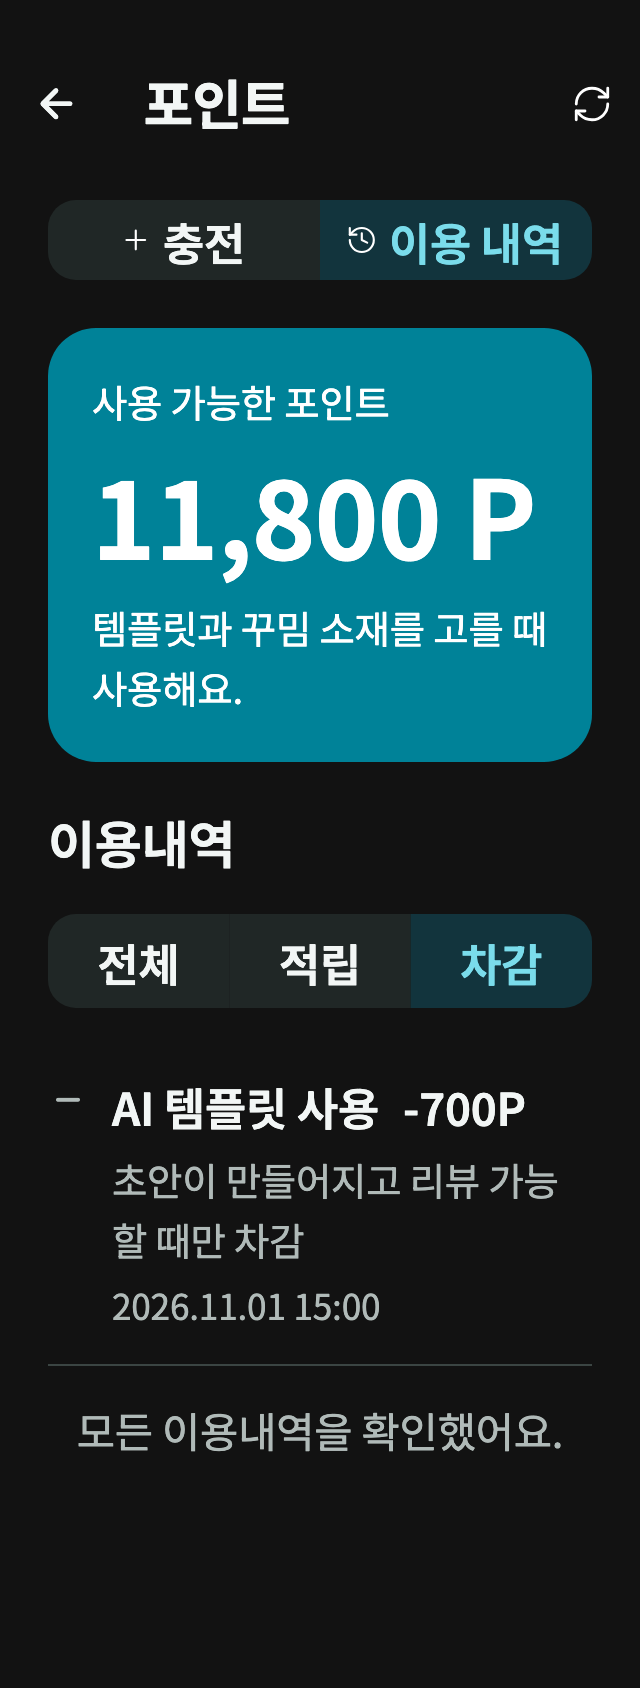 포인트
충전
이용 내역
사용 가능한 포인트
11,800 P
템플릿과 꾸밈 소재를 고를 때
사용해요.
이용내역
전체
적립
차감
AI 템플릿 사용 -700P
초안이 만들어지고 리뷰 가능
할 때만 차감
2026.11.01 15:00
모든 이용내역을 확인했어요.